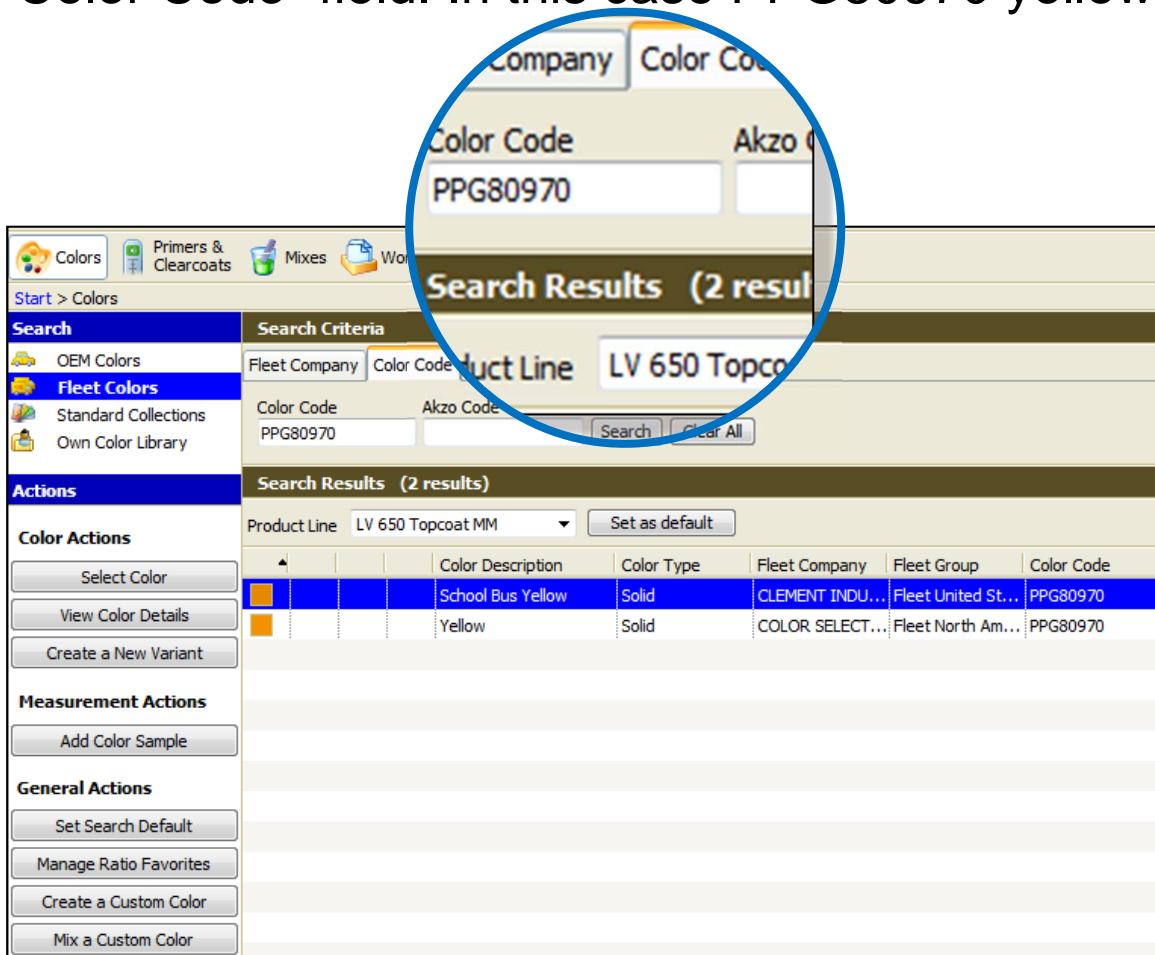 Color Code" field. In this case PPG80970 yellow
Company Color Co
Color Code Akzo
PPG80970
Search Results (2 resul
duct Line LV 650 Topco
Colors Primers & Clearcoats Mixes Wor
Start > Colors
Search
OEM Colors
Fleet Colors
Standard Collections
Own Color Library
Actions
Color Actions
Select Color
View Color Details
Create a New Variant
Measurement Actions
Add Color Sample
General Actions
Set Search Default
Manage Ratio Favorites
Create a Custom Color
Mix a Custom Color
Search Criteria
Fleet Company Color Code
Color Code Akzo Code
PPG80970 Search Clear All
Search Results (2 results)
Product Line LV 650 Topcoat MM Set as default
Color Description Color Type Fleet Company Fleet Group Color Code
School Bus Yellow Solid CLEMENT INDU... Fleet United St... PPG80970
Yellow Solid COLOR SELECT... Fleet North Am... PPG80970